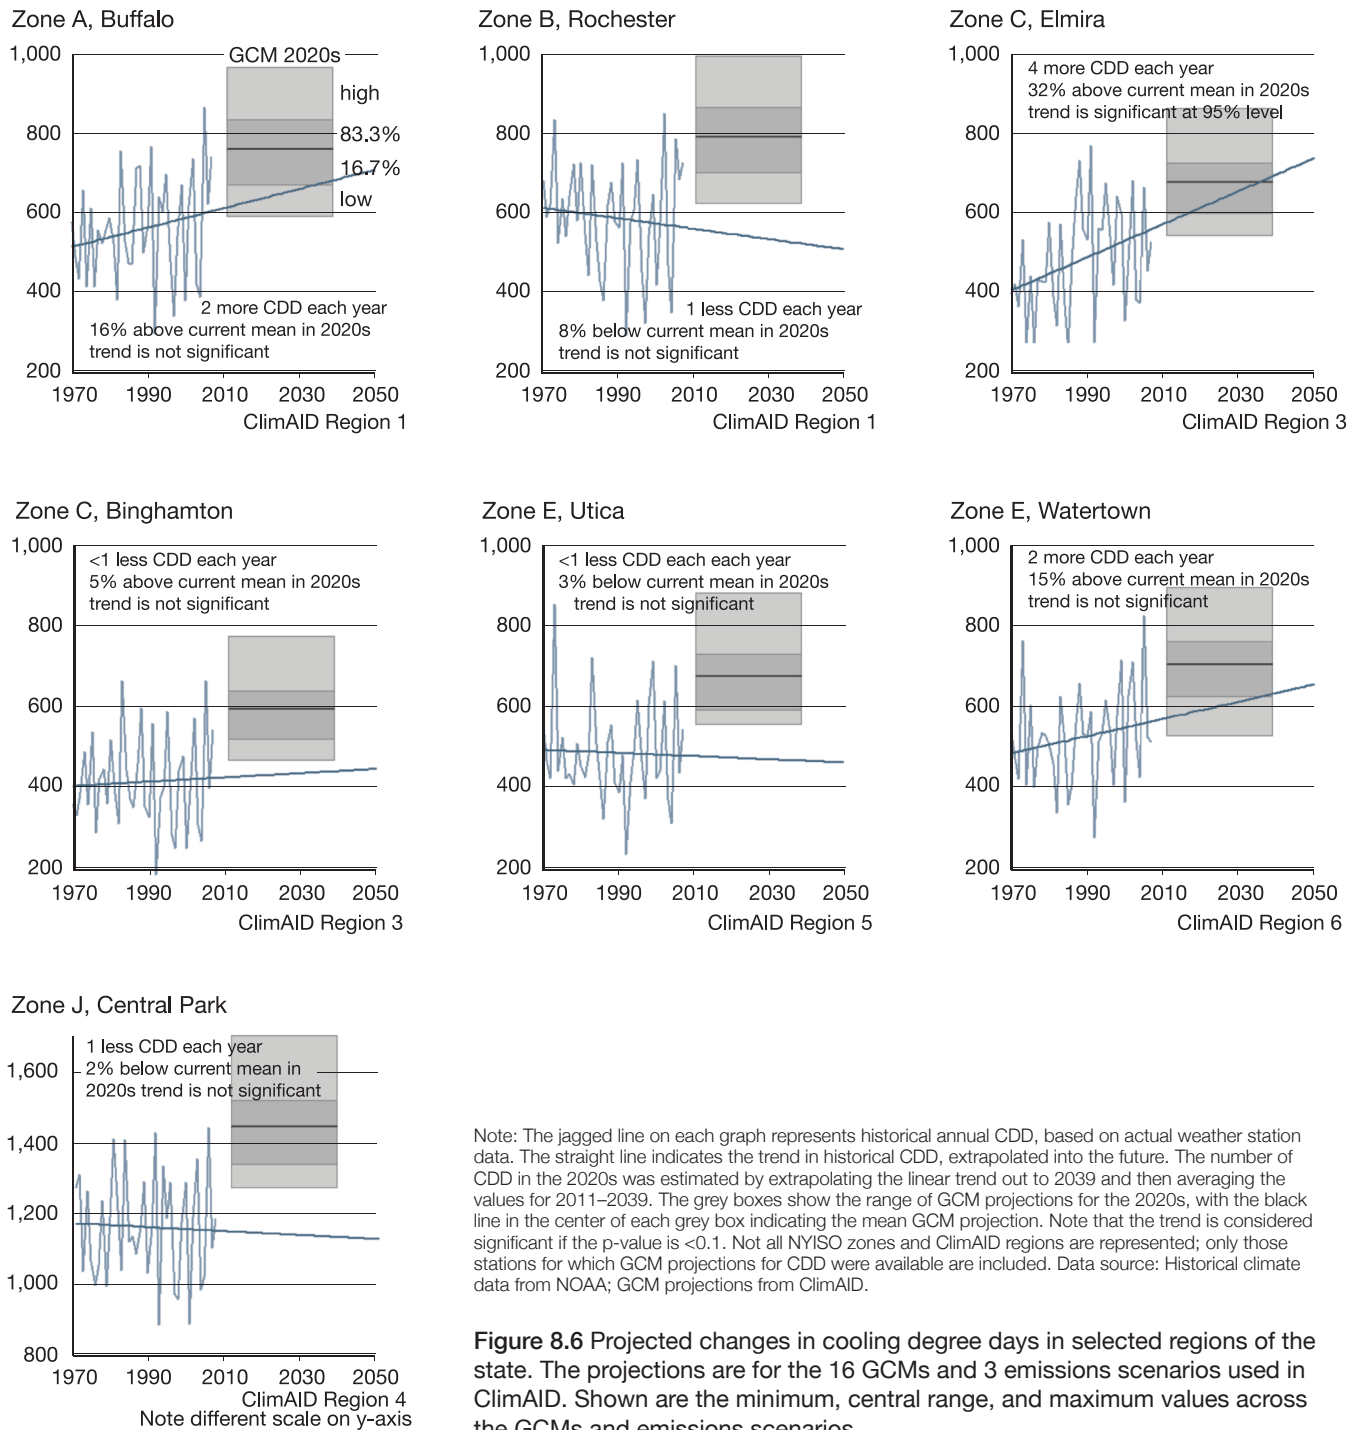 Zone A, Buffalo
1,000
800
600
400
200
GCM 2020s
high
83.3%
16.7%
low
2 more CDD each year
16% above current mean in 2020s
trend is not significant
1970 1990 2010 2030 2050
ClimAID Region 1
Zone B, Rochester
1,000
800
600
400
200
1 less CDD each year
8% below current mean in 2020s
trend is not significant
1970 1990 2010 2030 2050
ClimAID Region 1
Zone C, Elmira
1,000
800
600
400
200
4 more CDD each year
32% above current mean in 2020s
trend is significant at 95% level
1970 1990 2010 2030 2050
ClimAID Region 3
Zone C, Binghamton
1,000
800
600
400
200
<1 less CDD each year
5% above current mean in 2020s
trend is not significant
1970 1990 2010 2030 2050
ClimAID Region 3
Zone E, Utica
1,000
800
600
400
200
<1 less CDD each each year
3% below current mean in 2020s
trend is not significant
1970 1990 2010 2030 2050
ClimAID Region 5
Zone E, Watertown
1,000
800
600
400
200
2 more CDD each year
15% above current mean in 2020s
trend is not significant
1970 1990 2010 2030 2050
ClimAID Region 6
Zone J, Central Park
1,600
1,400
1,200
1,000
800
1 less CDD each year
2% below current mean in
2020s trend is not significant
1970 1990 2010 2030 2050
ClimAID Region 4
Note different scale on y-axis
Note: The jagged line on each graph represents historical annual CDD, based on actual weather station
data. The straight line indicates the trend in historical CDD, extrapolated into the future. The number of
CDD in the 2020s was estimated by extrapolating the linear trend out to 2039 and then averaging the
values for 2011–2039. The grey boxes show the range of GCM projections for the 2020s, with the black
line in the center of each grey box indicating the mean GCM projection. Note that the trend is considered
significant if the p-value is <0.1. Not all NYISO zones and ClimAID regions are represented; only those
stations for which GCM projections for CDD were available are included. Data source: Historical climate
data from NOAA; GCM projections from ClimAID.
Figure 8.6 Projected changes in cooling degree days in selected regions of the
state. The projections are for the 16 GCMs and 3 emissions scenarios used in
ClimAID. Shown are the minimum, central range, and maximum values across
the GCMs and emissions scenarios